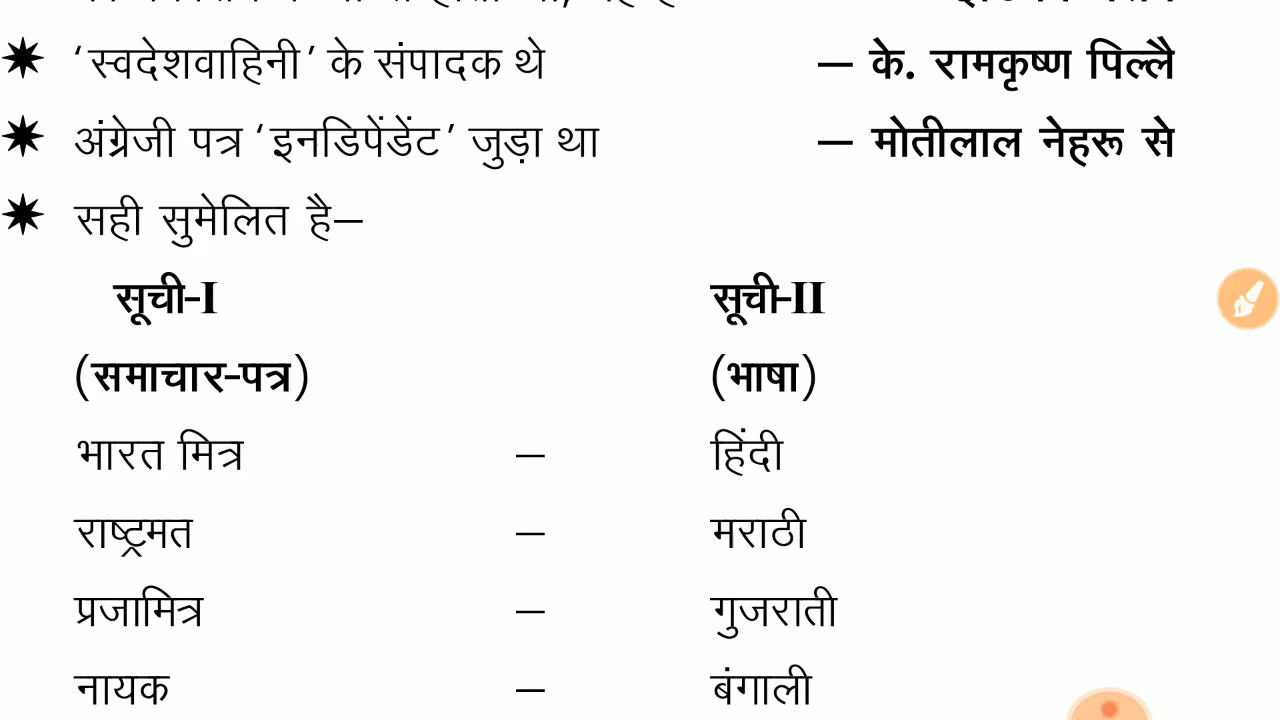 ‘स्वदेशवाहिनी’ के संपादक थे — के. रामकृष्ण पिल्लै
अंग्रेजी पत्र ‘इनडिपेंडेंट’ जुड़ा था — मोतीलाल नेहरू से
सही सुमेलित है—
सूची-I सूची-II
(समाचार-पत्र) (भाषा)
भारत मित्र — हिंदी
राष्ट्रमत — मराठी
प्रजामित्र — गुजराती
नायक — बंगाली